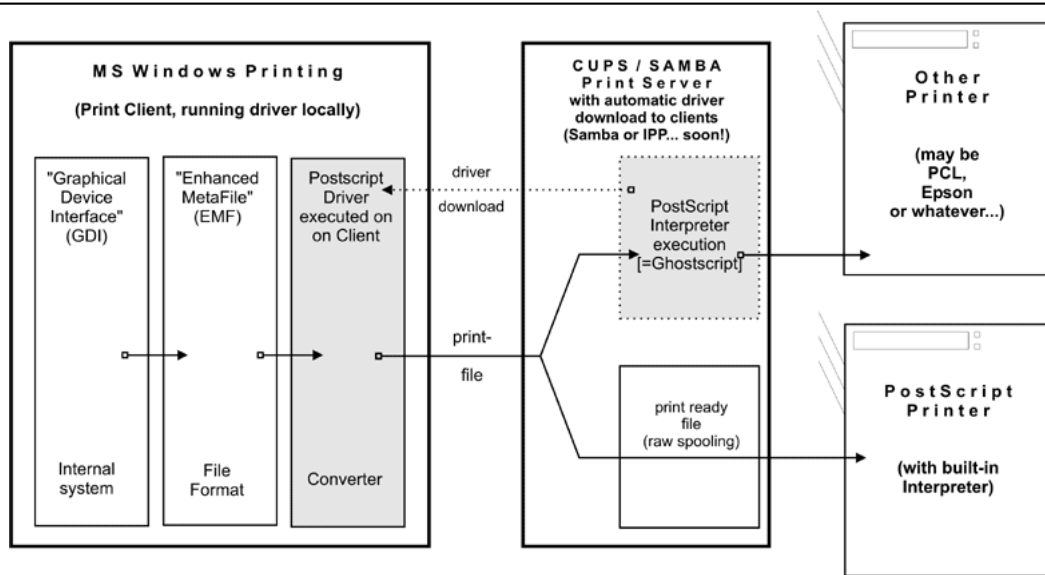 MS Windows Printing
(Print Client, running driver locally)
"Graphical
Device
Interface"
(GDI)
Internal
system
"Enhanced
MetaFile"
(EMF)
File
Format
Postscript
Driver
executed on
on Client
Converter
driver
download
print-
file
CUPS / SAMBA
Print Server
with automatic driver
download to clients
(Samba or IPP... soon!)
PostScript
Interpreter
execution
[=Ghostscript]
print ready
file
(raw spooling)
Other
Printer
(may be
PCL,
Epson
or whatever...)
PostScript
Printer
(with built-in
Interpreter)